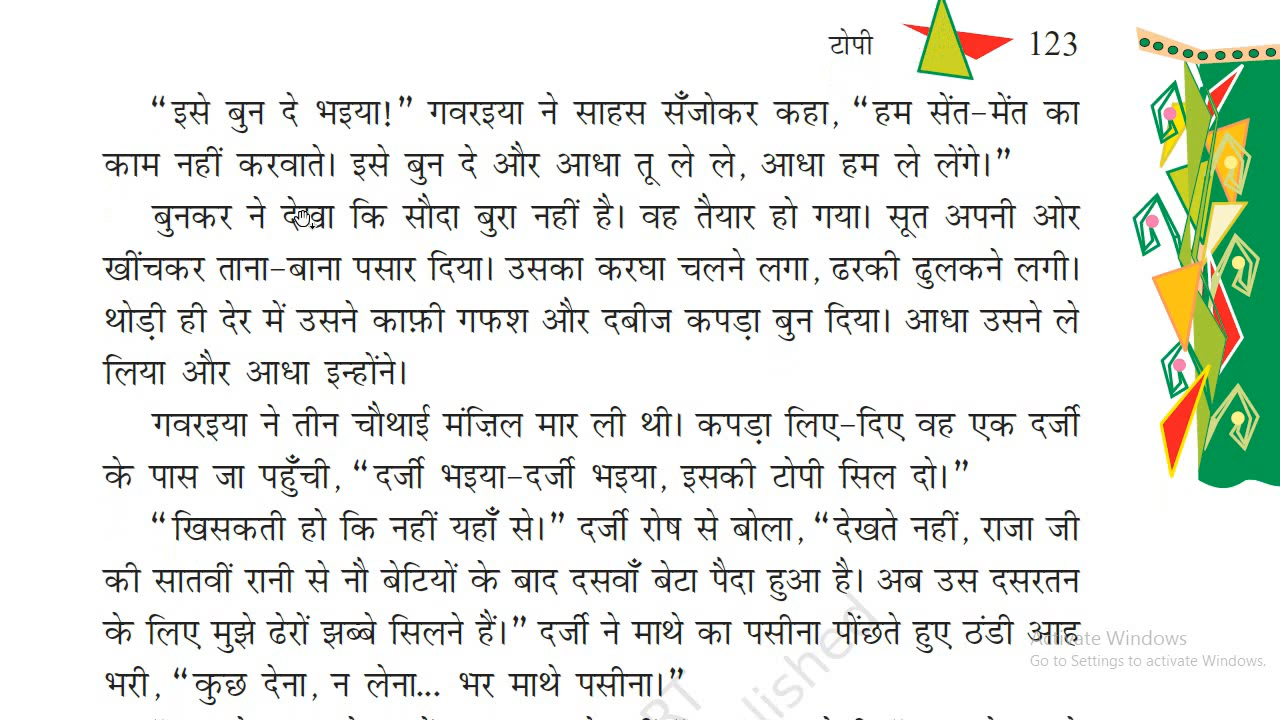 टोपी 123
“इसे बुन दे भइया!” गवरइया ने साहस सँजोकर कहा, “हम सेंत-मेंत का
काम नहीं करवाते। इसे बुन दे और आधा तू ले ले, आधा हम ले लेंगे।”
बुनकर ने देखा कि सौदा बुरा नहीं है। वह तैयार हो गया। सूत अपनी ओर
खींचकर ताना-बाना पसार दिया। उसका करघा चलने लगा, ढरकी ढुलकने लगी।
थोड़ी ही देर में उसने काफ़ी गफश और दबीज कपड़ा बुन दिया। आधा उसने ले
लिया और आधा इन्होंने।
गवरइया ने तीन चौथाई मंज़िल मार ली थी। कपड़ा लिए-दिए वह एक दर्जी
के पास जा पहुँची, “दर्जी भइया-दर्जी भइया, इसकी टोपी सिल दो।”
“खिसकती हो कि नहीं यहाँ से।” दर्जी रोष से बोला, “देखते नहीं, राजा जी
की सातवीं रानी से नौ बेटियों के बाद दसवाँ बेटा पैदा हुआ है। अब उस दसरतन
के लिए मुझे ढेरों झब्बे सिलने हैं।” दर्जी ने माथे का पसीना पोंछते हुए ठंडी आह
भरी, “कुछ देना, न लेना... भर माथे पसीना।”
Activate Windows
Go to Settings to activate Windows.